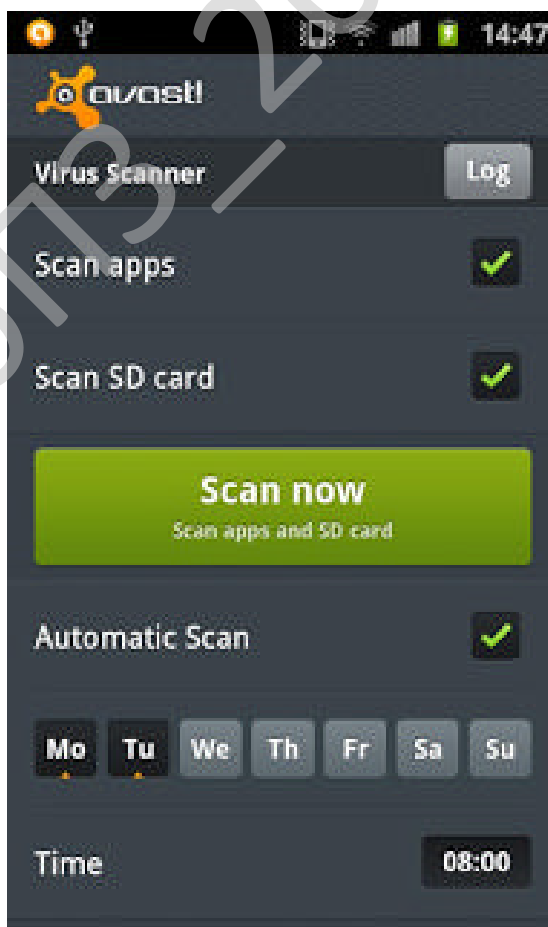 14:47
avast!
Virus Scanner Log
Scan apps
Scan SD card
Scan now
Scan apps and SD card
Automatic Scan
Mo Tu We Th Fr Sa Su
Time 08:00